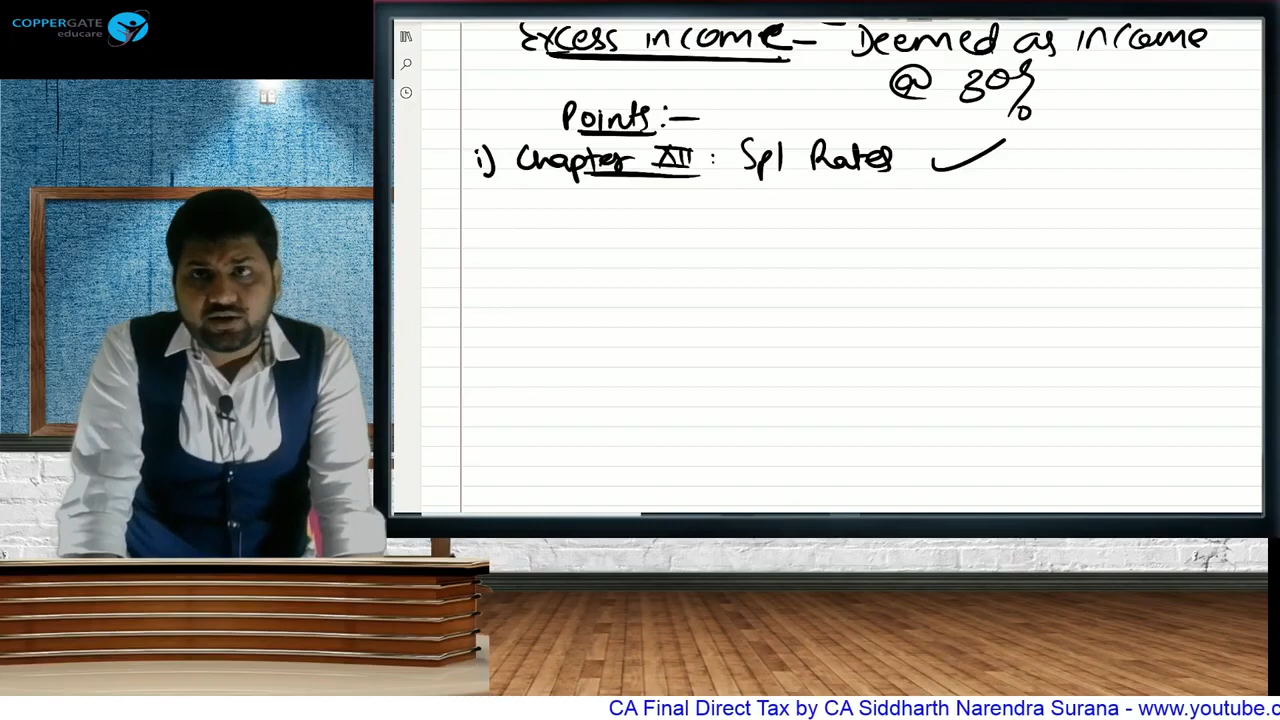 COPPERGATE
educare
Excess income - Deemed as income
@ 30%
Points:-
i) Chapter XII : Spl Rates ✓
CA Final Direct Tax by CA Siddharth Narendra Surana - www.youtube.c